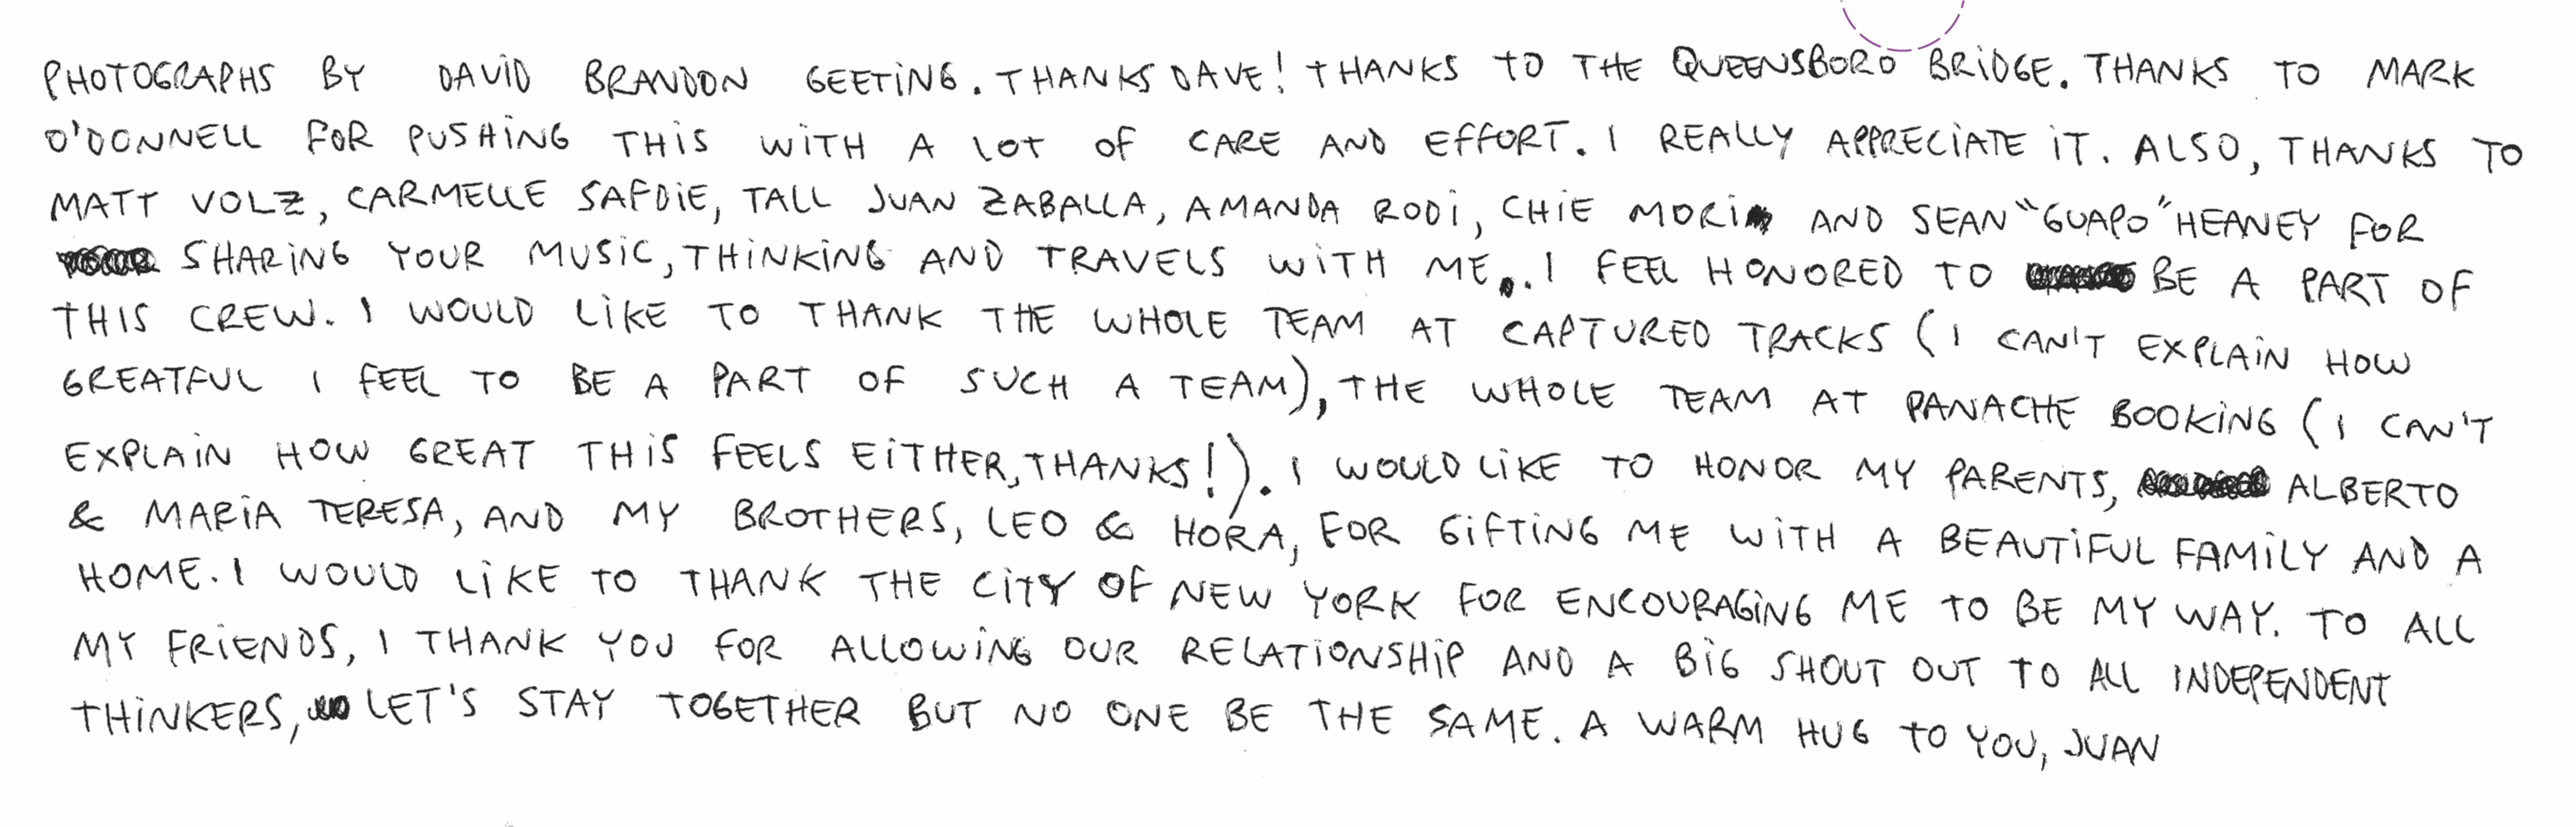 PHOTOGRAPHS BY DAVID BRANDON GEETING. THANKS DAVE! THANKS TO THE QUEENSBORO BRIDGE. THANKS TO MARK
O'DONNELL FOR PUSHING THIS WITH A LOT OF CARE AND EFFORT. I REALLY APPRECIATE IT. ALSO, THANKS TO
MATT VOLZ, CARMELLE SAFDIE, TALL JUAN ZABALLA, AMANDA RODI, CHIE MORI AND SEAN "GUAPO" HEANEY FOR
SHARING YOUR MUSIC, THINKING AND TRAVELS WITH ME. I FEEL HONORED TO BE A PART OF
THIS CREW. I WOULD LIKE TO THANK THE WHOLE TEAM AT CAPTURED TRACKS (I CAN'T EXPLAIN HOW
GREATFUL I FEEL TO BE A PART OF SUCH A TEAM), THE WHOLE TEAM AT PANACHE BOOKING (I CAN'T
EXPLAIN HOW GREAT THIS FEELS EITHER, THANKS!). I WOULD LIKE TO HONOR MY PARENTS, ALBERTO
& MARIA TERESA, AND MY BROTHERS, LEO & HORA, FOR GIFTING ME WITH A BEAUTIFUL FAMILY AND A
HOME. I WOULD LIKE TO THANK THE CITY OF NEW YORK FOR ENCOURAGING ME TO BE MY WAY. TO ALL
MY FRIENDS, I THANK YOU FOR ALLOWING OUR RELATIONSHIP AND A BIG SHOUT OUT TO ALL INDEPENDENT
THINKERS, LET'S STAY TOGETHER BUT NO ONE BE THE SAME. A WARM HUG TO YOU, JUAN